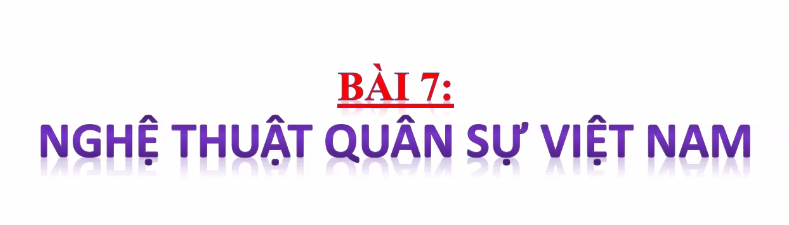 BÀI 7:
NGHỆ THUẬT QUÂN SỰ VIỆT NAM